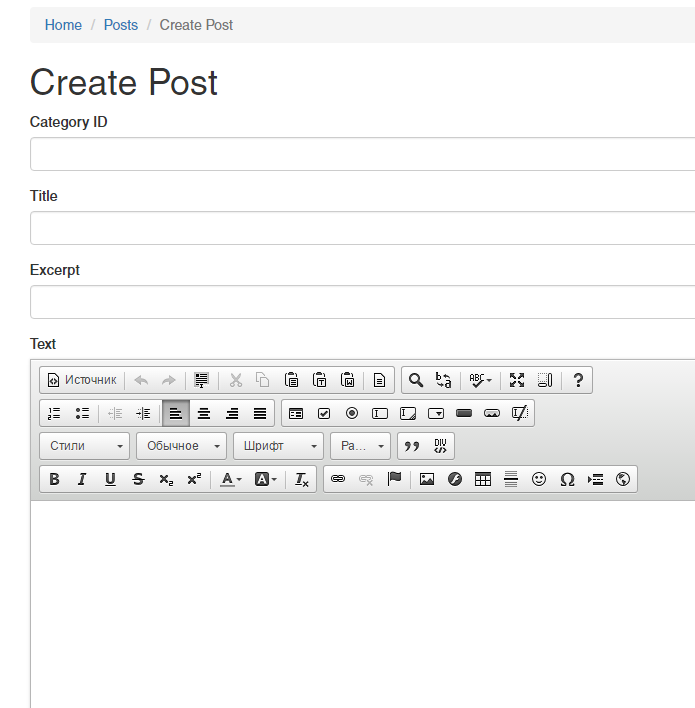 Home / Posts / Create Post
Create Post
Category ID
Title
Excerpt
Text
Источник
Стили Обычное Шрифт Ра...